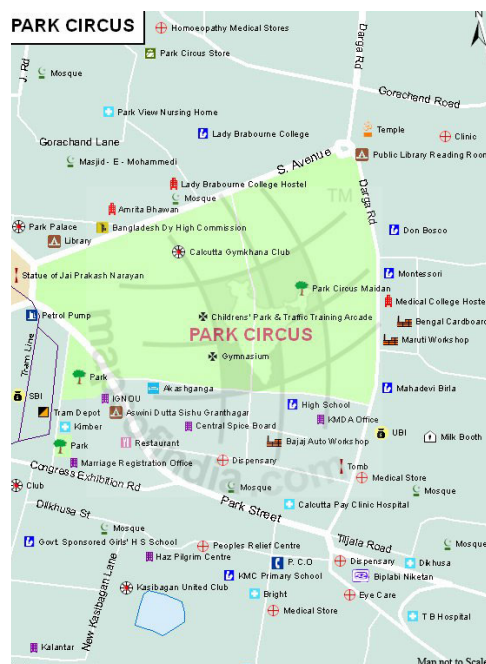 PARK CIRCUS
N
Homoeopathy Medical Stores
Park Circus Store
Darga Rd
J. Rd
Mosque
Gorachand Road
Park View Nursing Home
Lady Brabourne College
Temple
Clinic
Gorachand Lane
Public Library Reading Room
Masjid - E - Mohammedi
S. Avenue
Lady Brabourne College Hostel
Mosque
TM
Darga Rd
Amrita Bhawan
Park Palace
Bangladesh Dy High Commission
Don Bosco
Library
Calcutta Gymkhana Club
Statue of Jai Prakash Narayan
Montessori
Park Circus Maidan
Medical College Hoste
Petrol Pump
Childrens' Park & Traffic Training Arcade
Bengal Cardboard
PARK CIRCUS
Maruti Workshop
Tram Line
Gymnasium
Park
Akashganga
Mahadevi Birla
SBI
IGNOU
High School
Tram Depot
Aswini Dutta Sishu Granthagar
KMDA Office
Kimber
Central Spice Board
UBI
Milk Booth
Park
Restaurant
Bajaj Auto Workshop
Marriage Registration Office
Dispensary
Tomb
Congress Exhibition Rd
Medical Store
Club
Mosque
Mosque
Dilkhusa St
Park Street
Calcutta Pay Clinic Hospital
Mosque
Tiljala Road
Govt. Sponsored Girls' H S School
Peoples Relief Centre
Mosque
Haz Pilgrim Centre
P. C.O
Dispensary
Dikhusa
KMC Primary School
Biplabi Niketan
New Kasibagan Lane
Kasibagan United Club
Bright
Eye Care
Medical Store
T B Hospital
Kalantar
Map not to Scale